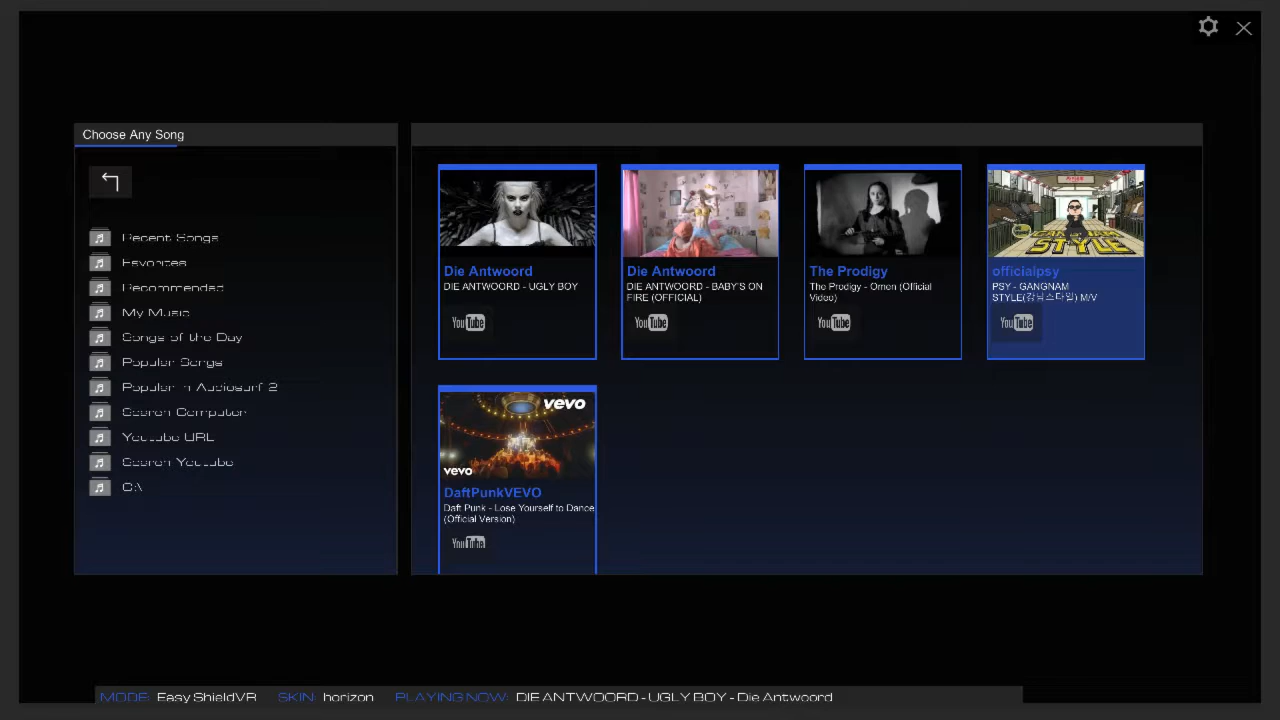 Choose Any Song
Recent Songs
Favorites
Recommended
My Music
Songs of the Day
Popular Songs
Popular in Audiosurf 2
Search Computer
Youtube URL
Search Youtube
C:\
Die Antwoord
DIE ANTWOORD - UGLY BOY
YouTube
Die Antwoord
DIE ANTWOORD - BABY'S ON
FIRE (OFFICIAL)
YouTube
The Prodigy
The Prodigy - Omen (Official
Video)
YouTube
GANGNAM
STYLE
officialpsy
PSY - GANGNAM
STYLE(강남스타일) M/V
YouTube
vevo
vevo
DaftPunkVEVO
Daft Punk - Lose Yourself to Dance
(Official Version)
YouTube
MODE: Easy ShieldVR SKIN: horizon PLAYING NOW: DIE ANTWOORD - UGLY BOY - Die Antwoord